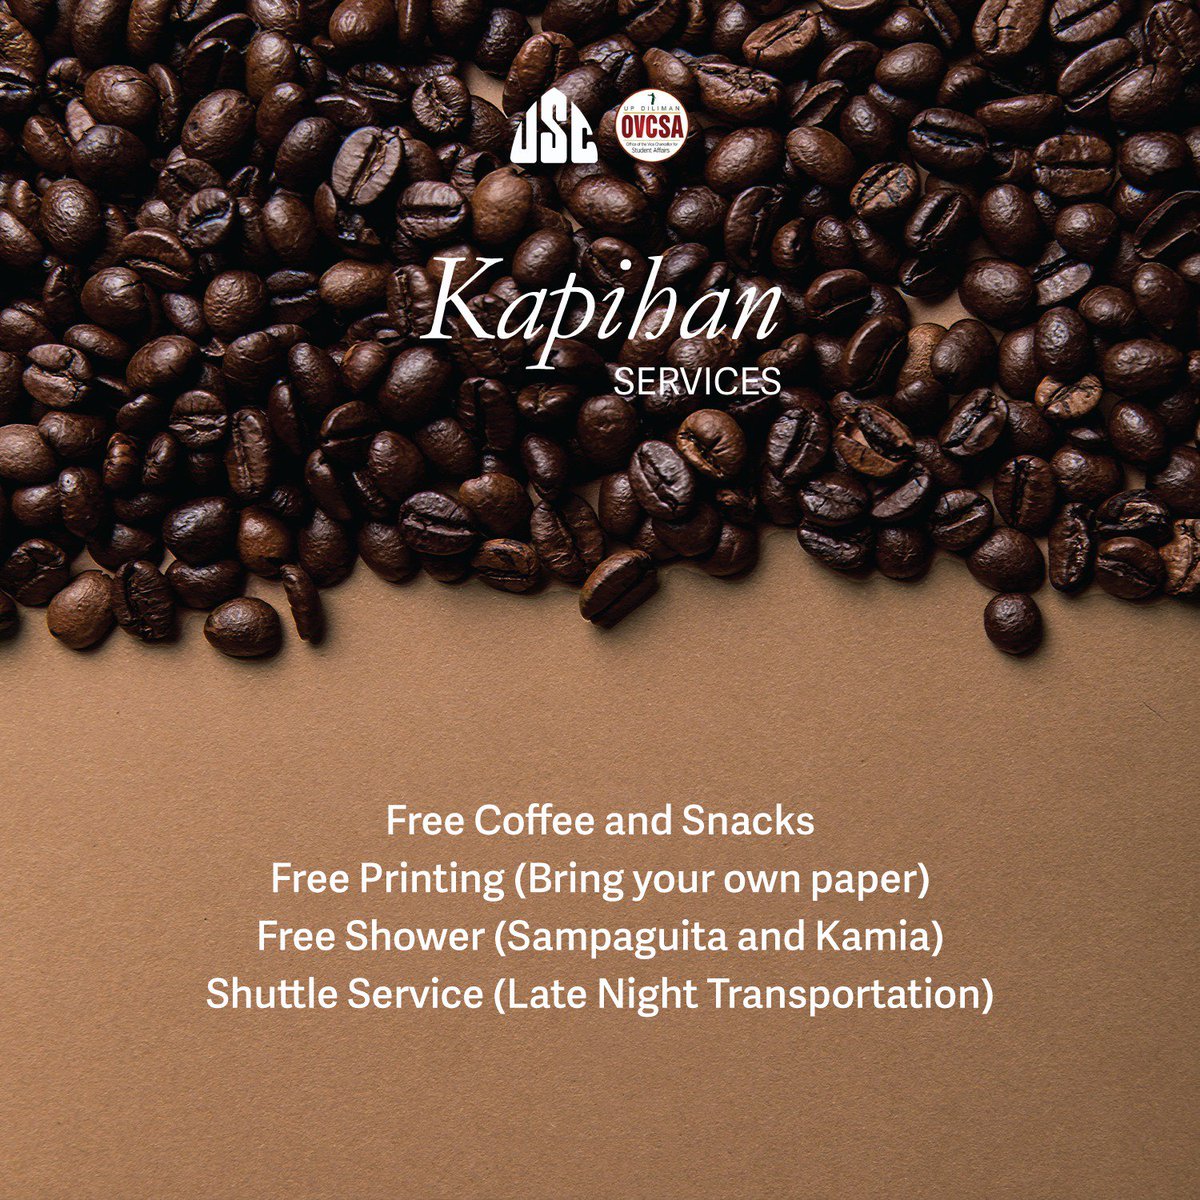 USC
UP DILIMAN
OVCSA
Office of the Vice Chancellor for
Student Affairs
Kapihan
SERVICES
Free Coffee and Snacks
Free Printing (Bring your own paper)
Free Shower (Sampaguita and Kamia)
Shuttle Service (Late Night Transportation)